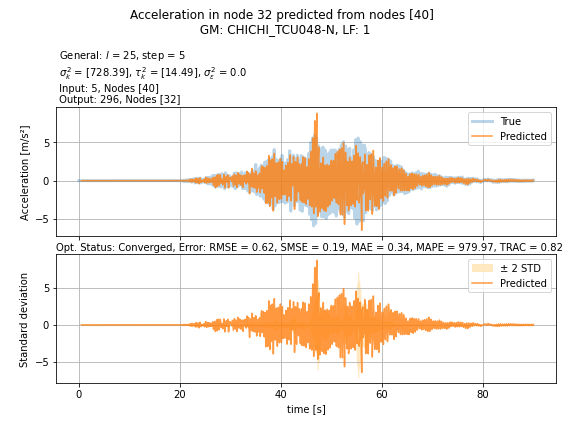 Acceleration in node 32 predicted from nodes [40]
GM: CHICHI_TCU048-N, LF: 1
General: l = 25, step = 5
σ²ₖ = [728.39], τ²ₖ = [14.49], σ²ε = 0.0
Input: 5, Nodes [40]
Output: 296, Nodes [32]
Acceleration [m/s²]
5
0
−5
True
Predicted
Opt. Status: Converged, Error: RMSE = 0.62, SMSE = 0.19, MAE = 0.34, MAPE = 979.97, TRAC = 0.82
Standard deviation
5
0
−5
± 2 STD
Predicted
0 20 40 60 80
time [s]